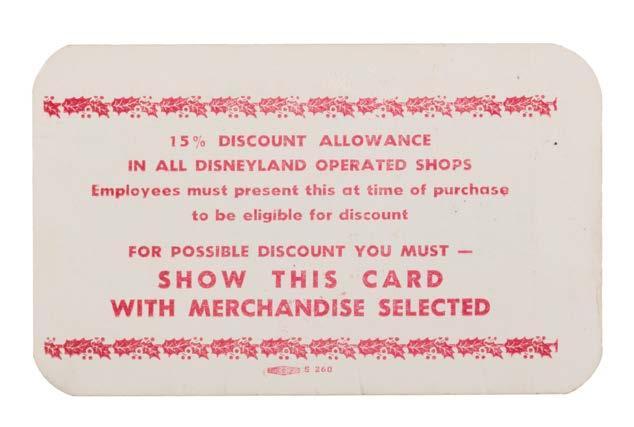 15% DISCOUNT ALLOWANCE
IN ALL DISNEYLAND OPERATED SHOPS
Employees must present this at time of purchase
to be eligible for discount
FOR POSSIBLE DISCOUNT YOU MUST —
SHOW THIS CARD
WITH MERCHANDISE SELECTED
S 260